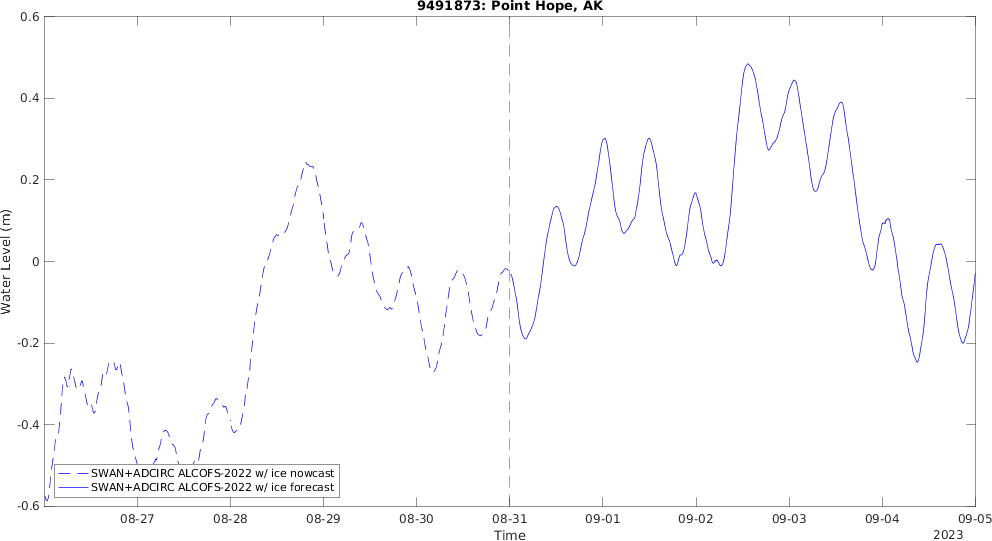 9491873: Point Hope, AK
0.6
0.4
0.2
0
-0.2
-0.4
-0.6
Water Level (m)
SWAN+ADCIRC ALCOFS-2022 w/ ice nowcast
SWAN+ADCIRC ALCOFS-2022 w/ ice forecast
08-27 08-28 08-29 08-30 08-31 09-01 09-02 09-03 09-04 09-05
Time
2023